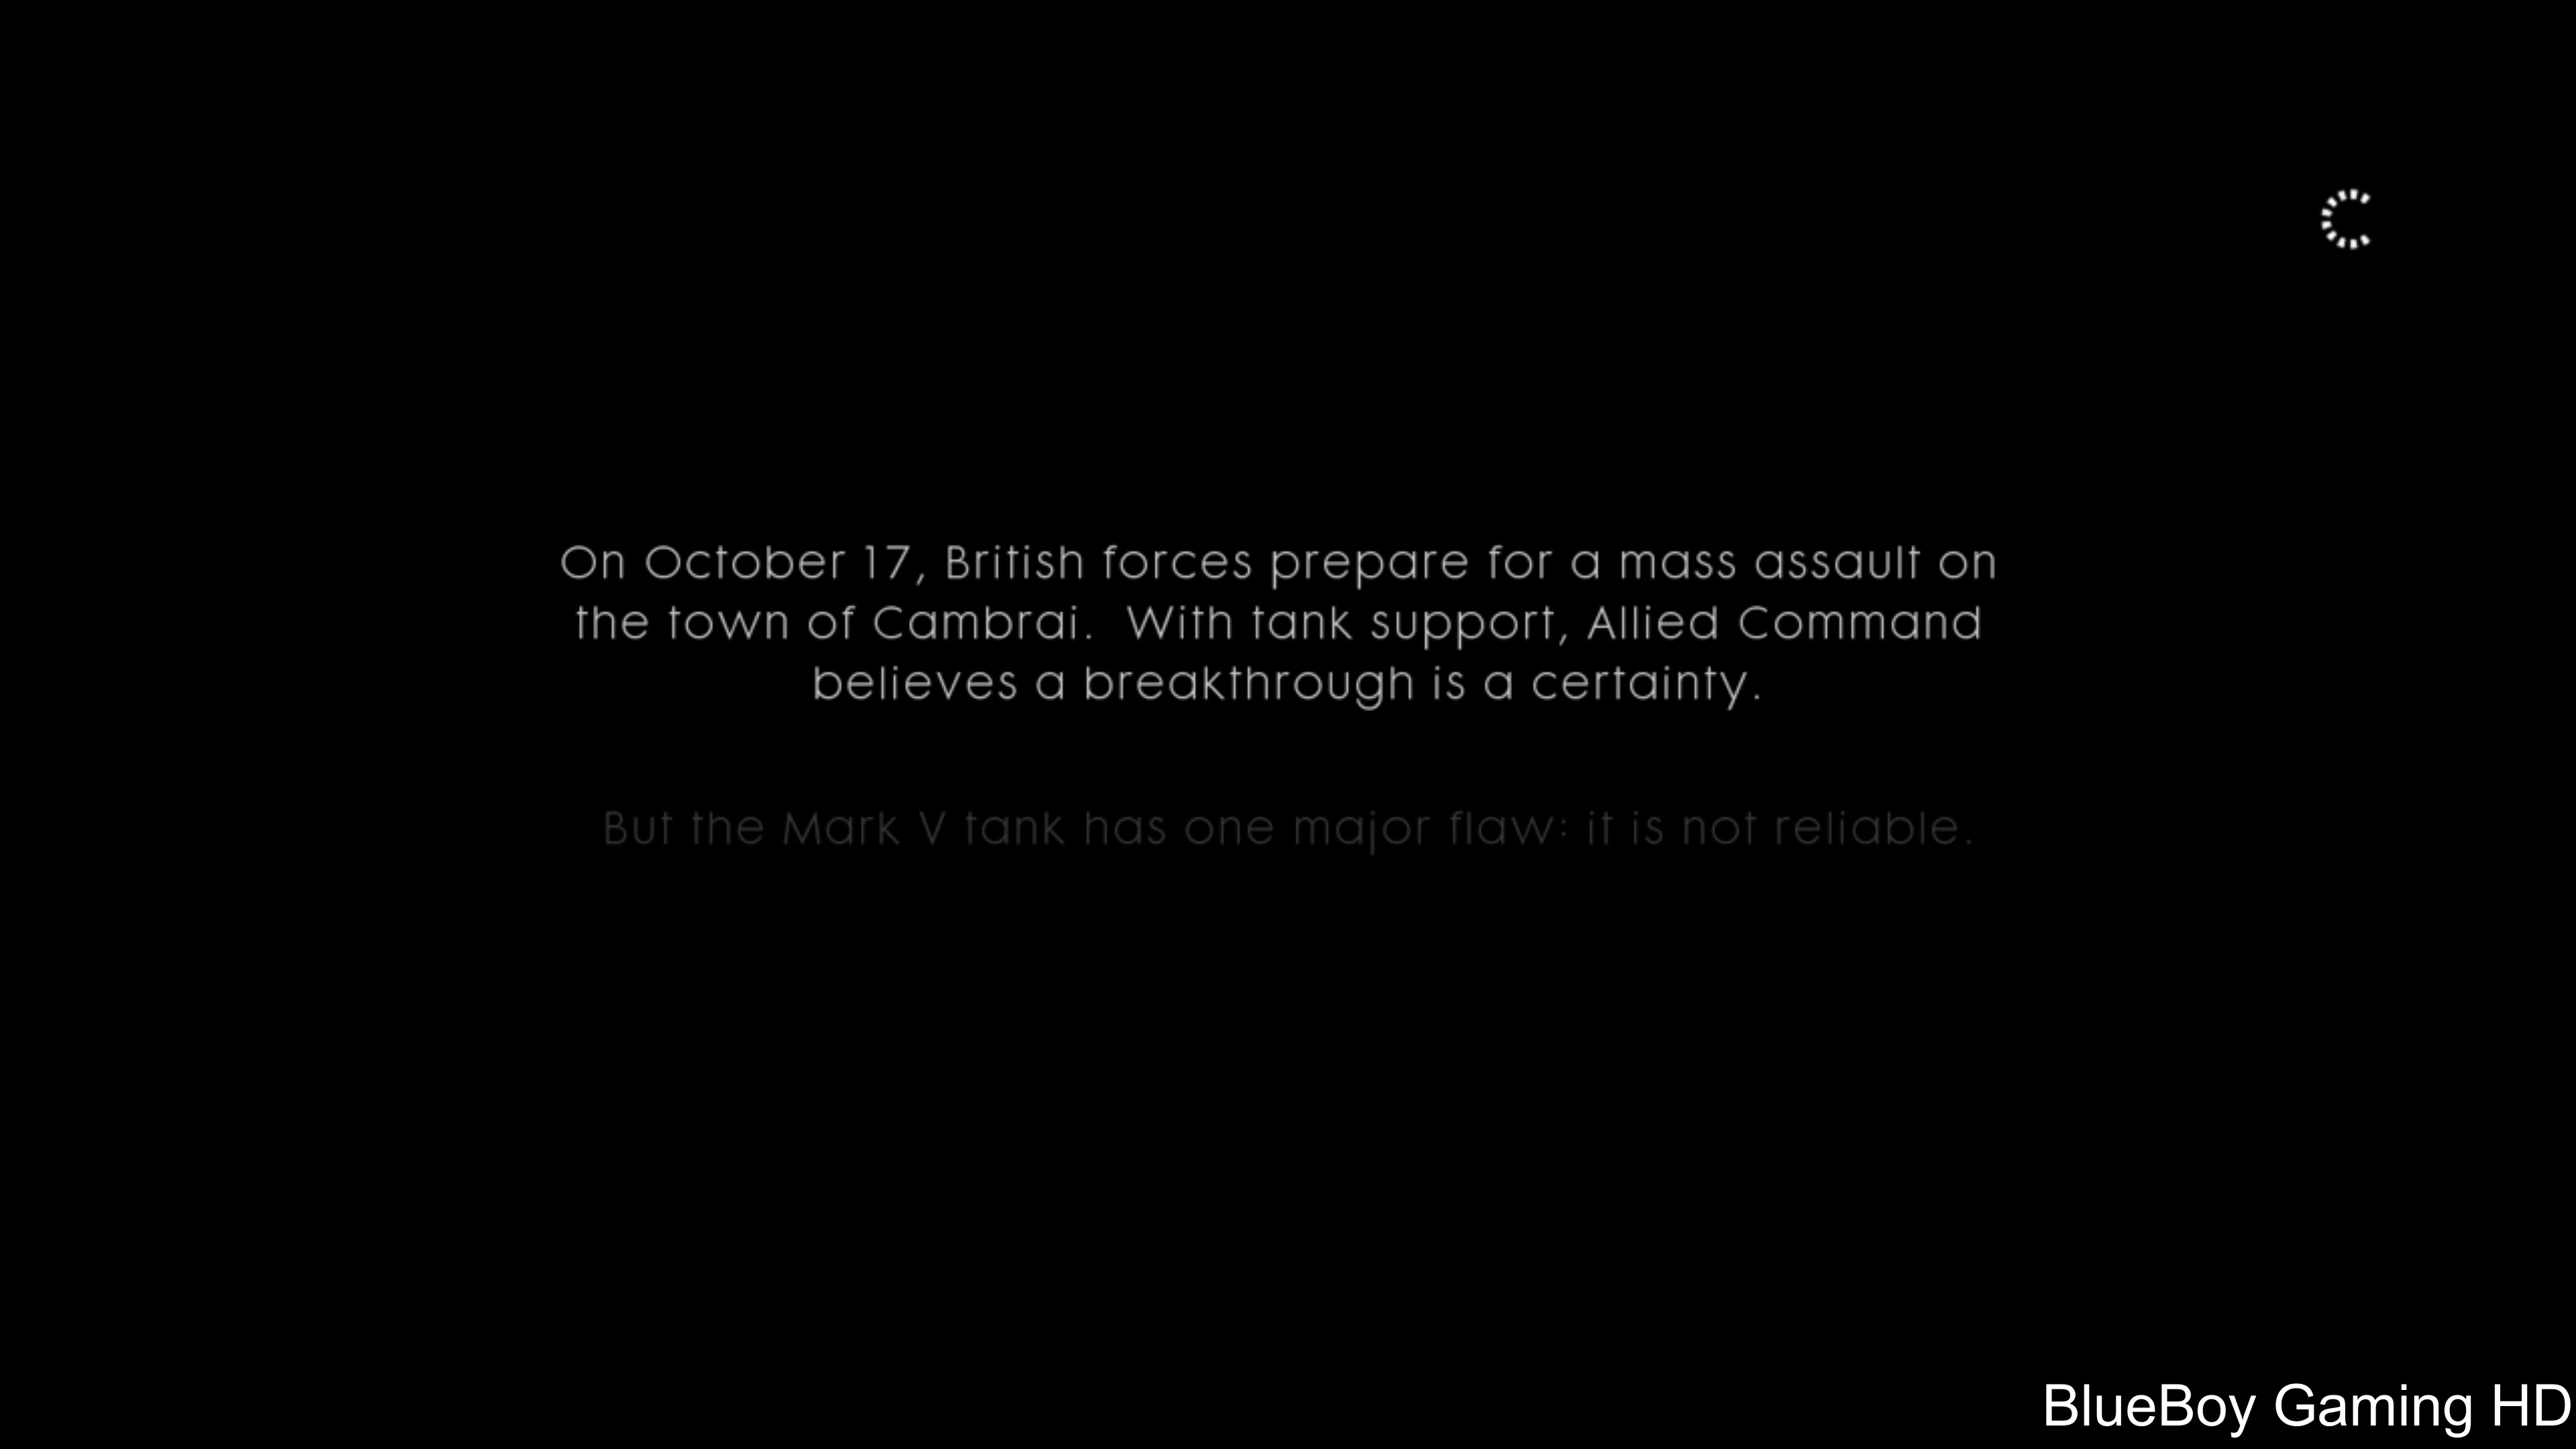 On October 17, British forces prepare for a mass assault on
the town of Cambrai.  With tank support, Allied Command
believes a breakthrough is a certainty.
But the Mark V tank has one major flaw: it is not reliable.
BlueBoy Gaming HD